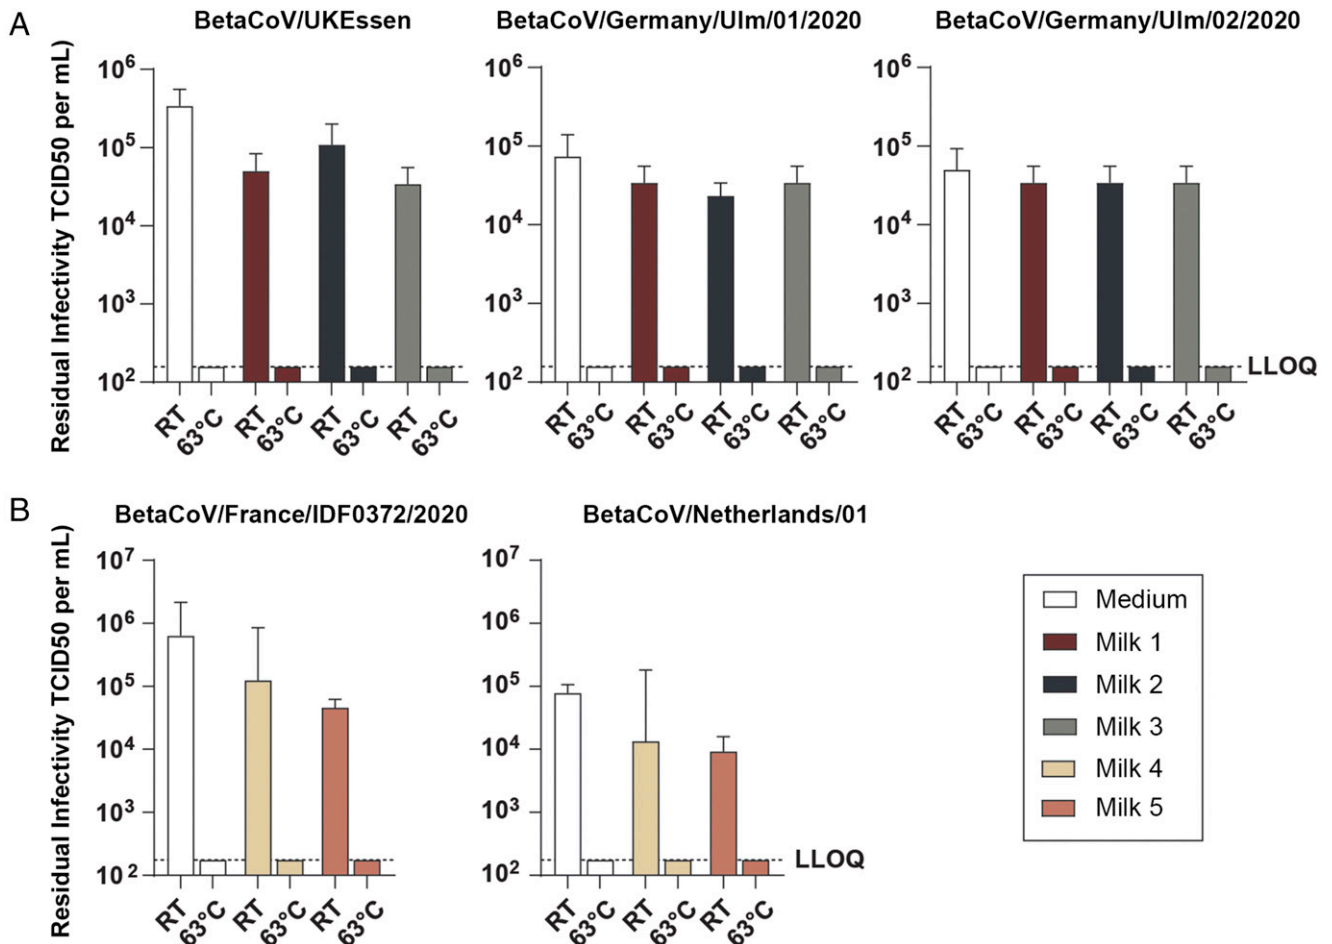 A
BetaCoV/UKEssen
BetaCoV/Germany/Ulm/01/2020
BetaCoV/Germany/Ulm/02/2020
Residual Infectivity TCID50 per mL)
10⁶
10⁵
10⁴
10³
10²
RT 63°C RT 63°C RT 63°C RT 63°C
10⁶
10⁵
10⁴
10³
10²
RT 63°C RT 63°C RT 63°C RT 63°C
10⁶
10⁵
10⁴
10³
10²
RT 63°C RT 63°C RT 63°C RT 63°C
LLOQ
B
BetaCoV/France/IDF0372/2020
BetaCoV/Netherlands/01
Residual Infectivity TCID50 per mL)
10⁷
10⁶
10⁵
10⁴
10³
10²
RT 63°C RT 63°C RT 63°C
10⁷
10⁶
10⁵
10⁴
10³
10²
RT 63°C RT 63°C RT 63°C
LLOQ
Medium
Milk 1
Milk 2
Milk 3
Milk 4
Milk 5